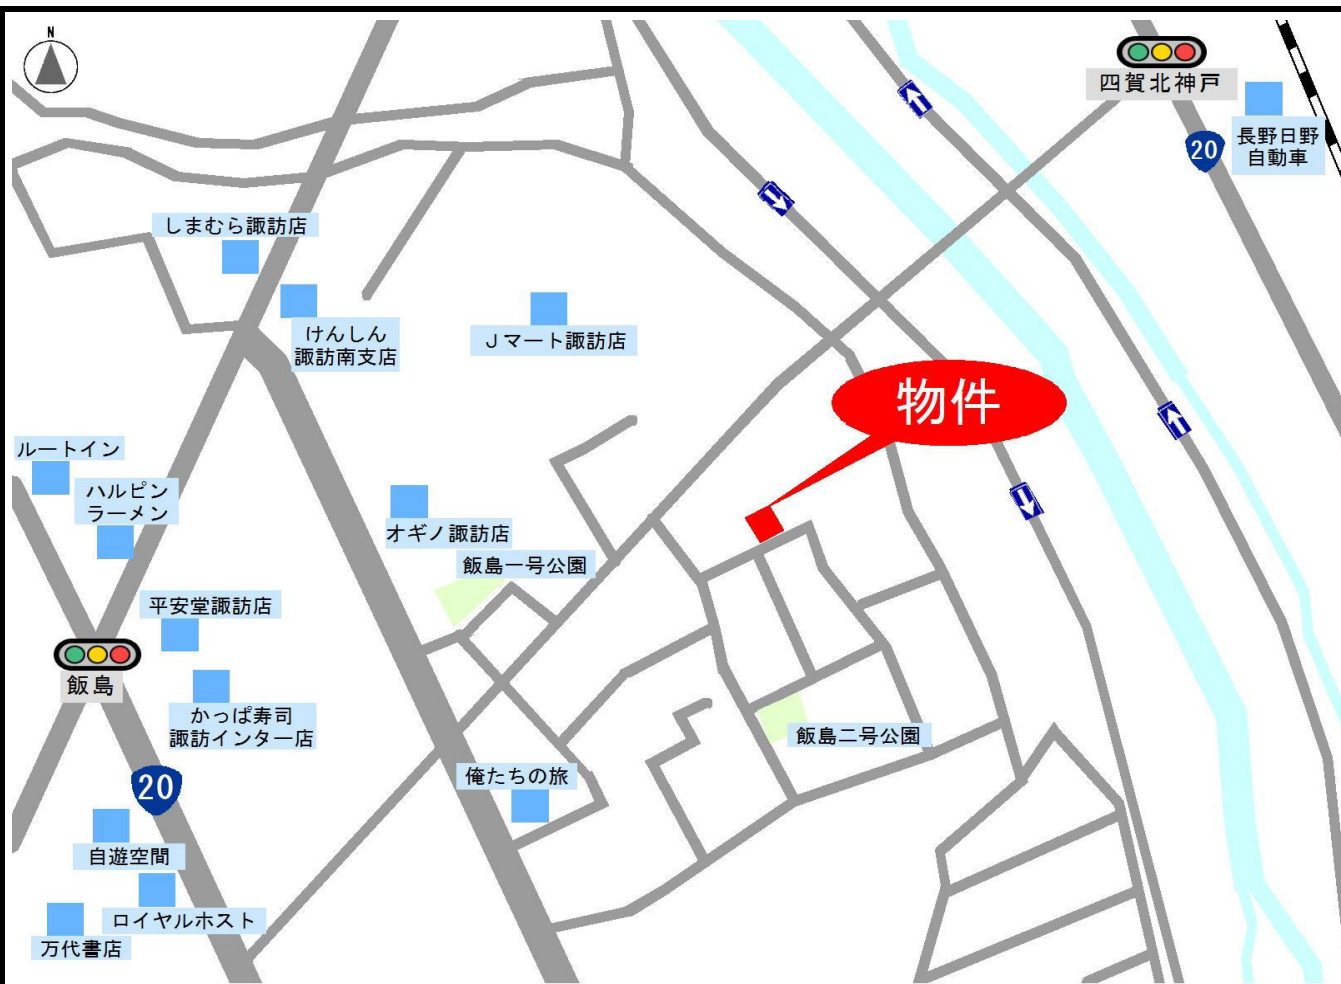 N
四賀北神戸
20
長野日野
自動車
しまむら諏訪店
けんしん
諏訪南支店
Jマート諏訪店
物件
ルートイン
ハルピン
ラーメン
オギノ諏訪店
飯島一号公園
平安堂諏訪店
飯島
かっぱ寿司
諏訪インター店
飯島二号公園
俺たちの旅
20
自遊空間
ロイヤルホスト
万代書店